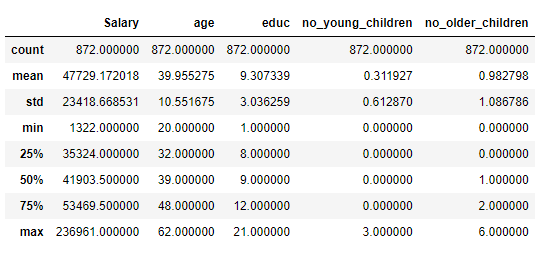 Salary age educ no_young_children no_older_children
count 872.000000 872.000000 872.000000 872.000000 872.000000
mean 47729.172018 39.955275 9.307339 0.311927 0.982798
std 23418.668531 10.551675 3.036259 0.612870 1.086786
min 1322.000000 20.000000 1.000000 0.000000 0.000000
25% 35324.000000 32.000000 8.000000 0.000000 0.000000
50% 41903.500000 39.000000 9.000000 0.000000 1.000000
75% 53469.500000 48.000000 12.000000 0.000000 2.000000
max 236961.000000 62.000000 21.000000 3.000000 6.000000